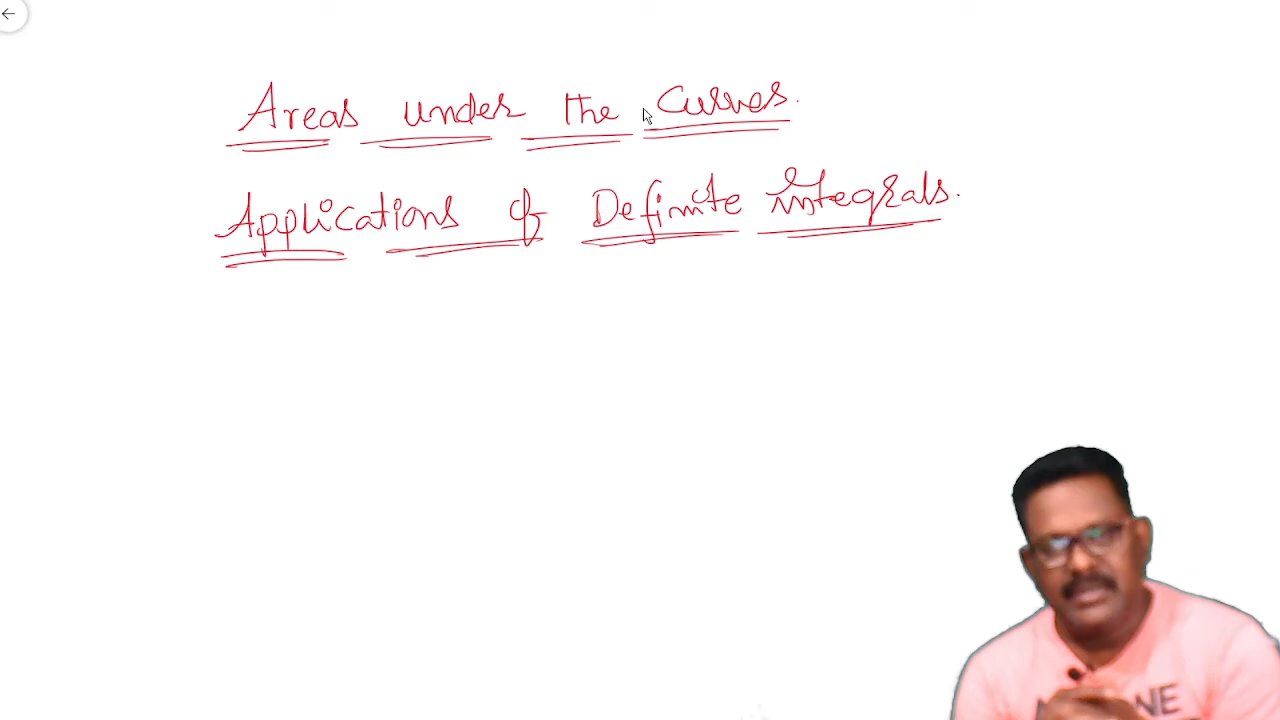 Areas under the Curves.
Applications of Definite integrals.